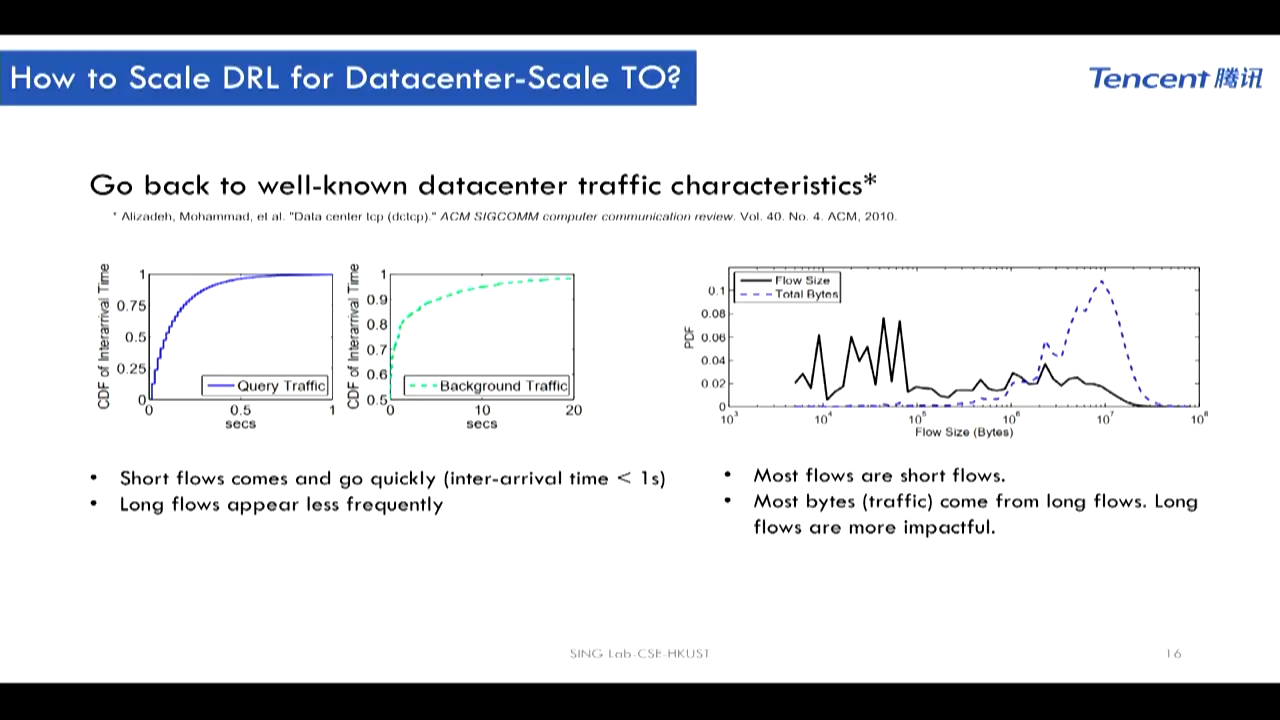 How to Scale DRL for Datacenter-Scale TO?
Tencent 腾讯
Go back to well-known datacenter traffic characteristics*
* Alizadeh, Mohammad, et al. "Data center tcp (dctcp)." ACM SIGCOMM computer communication review. Vol. 40. No. 4. ACM, 2010.
CDF of Interarrival Time
1
0.75
0.5
0.25
0
Query Traffic
0 0.5 1
secs
CDF of Interarrival Time
1
0.9
0.8
0.7
0.6
0.5
Background Traffic
0 10 20
secs
PDF
0.1
0.08
0.06
0.04
0.02
0
Flow Size
Total Bytes
10³ 10⁴ 10⁵ 10⁶ 10⁷ 10⁸
Flow Size (Bytes)
• Short flows comes and go quickly (inter-arrival time < 1s)
• Long flows appear less frequently
• Most flows are short flows.
• Most bytes (traffic) come from long flows. Long
flows are more impactful.
SING Lab-CSE-HKUST
16